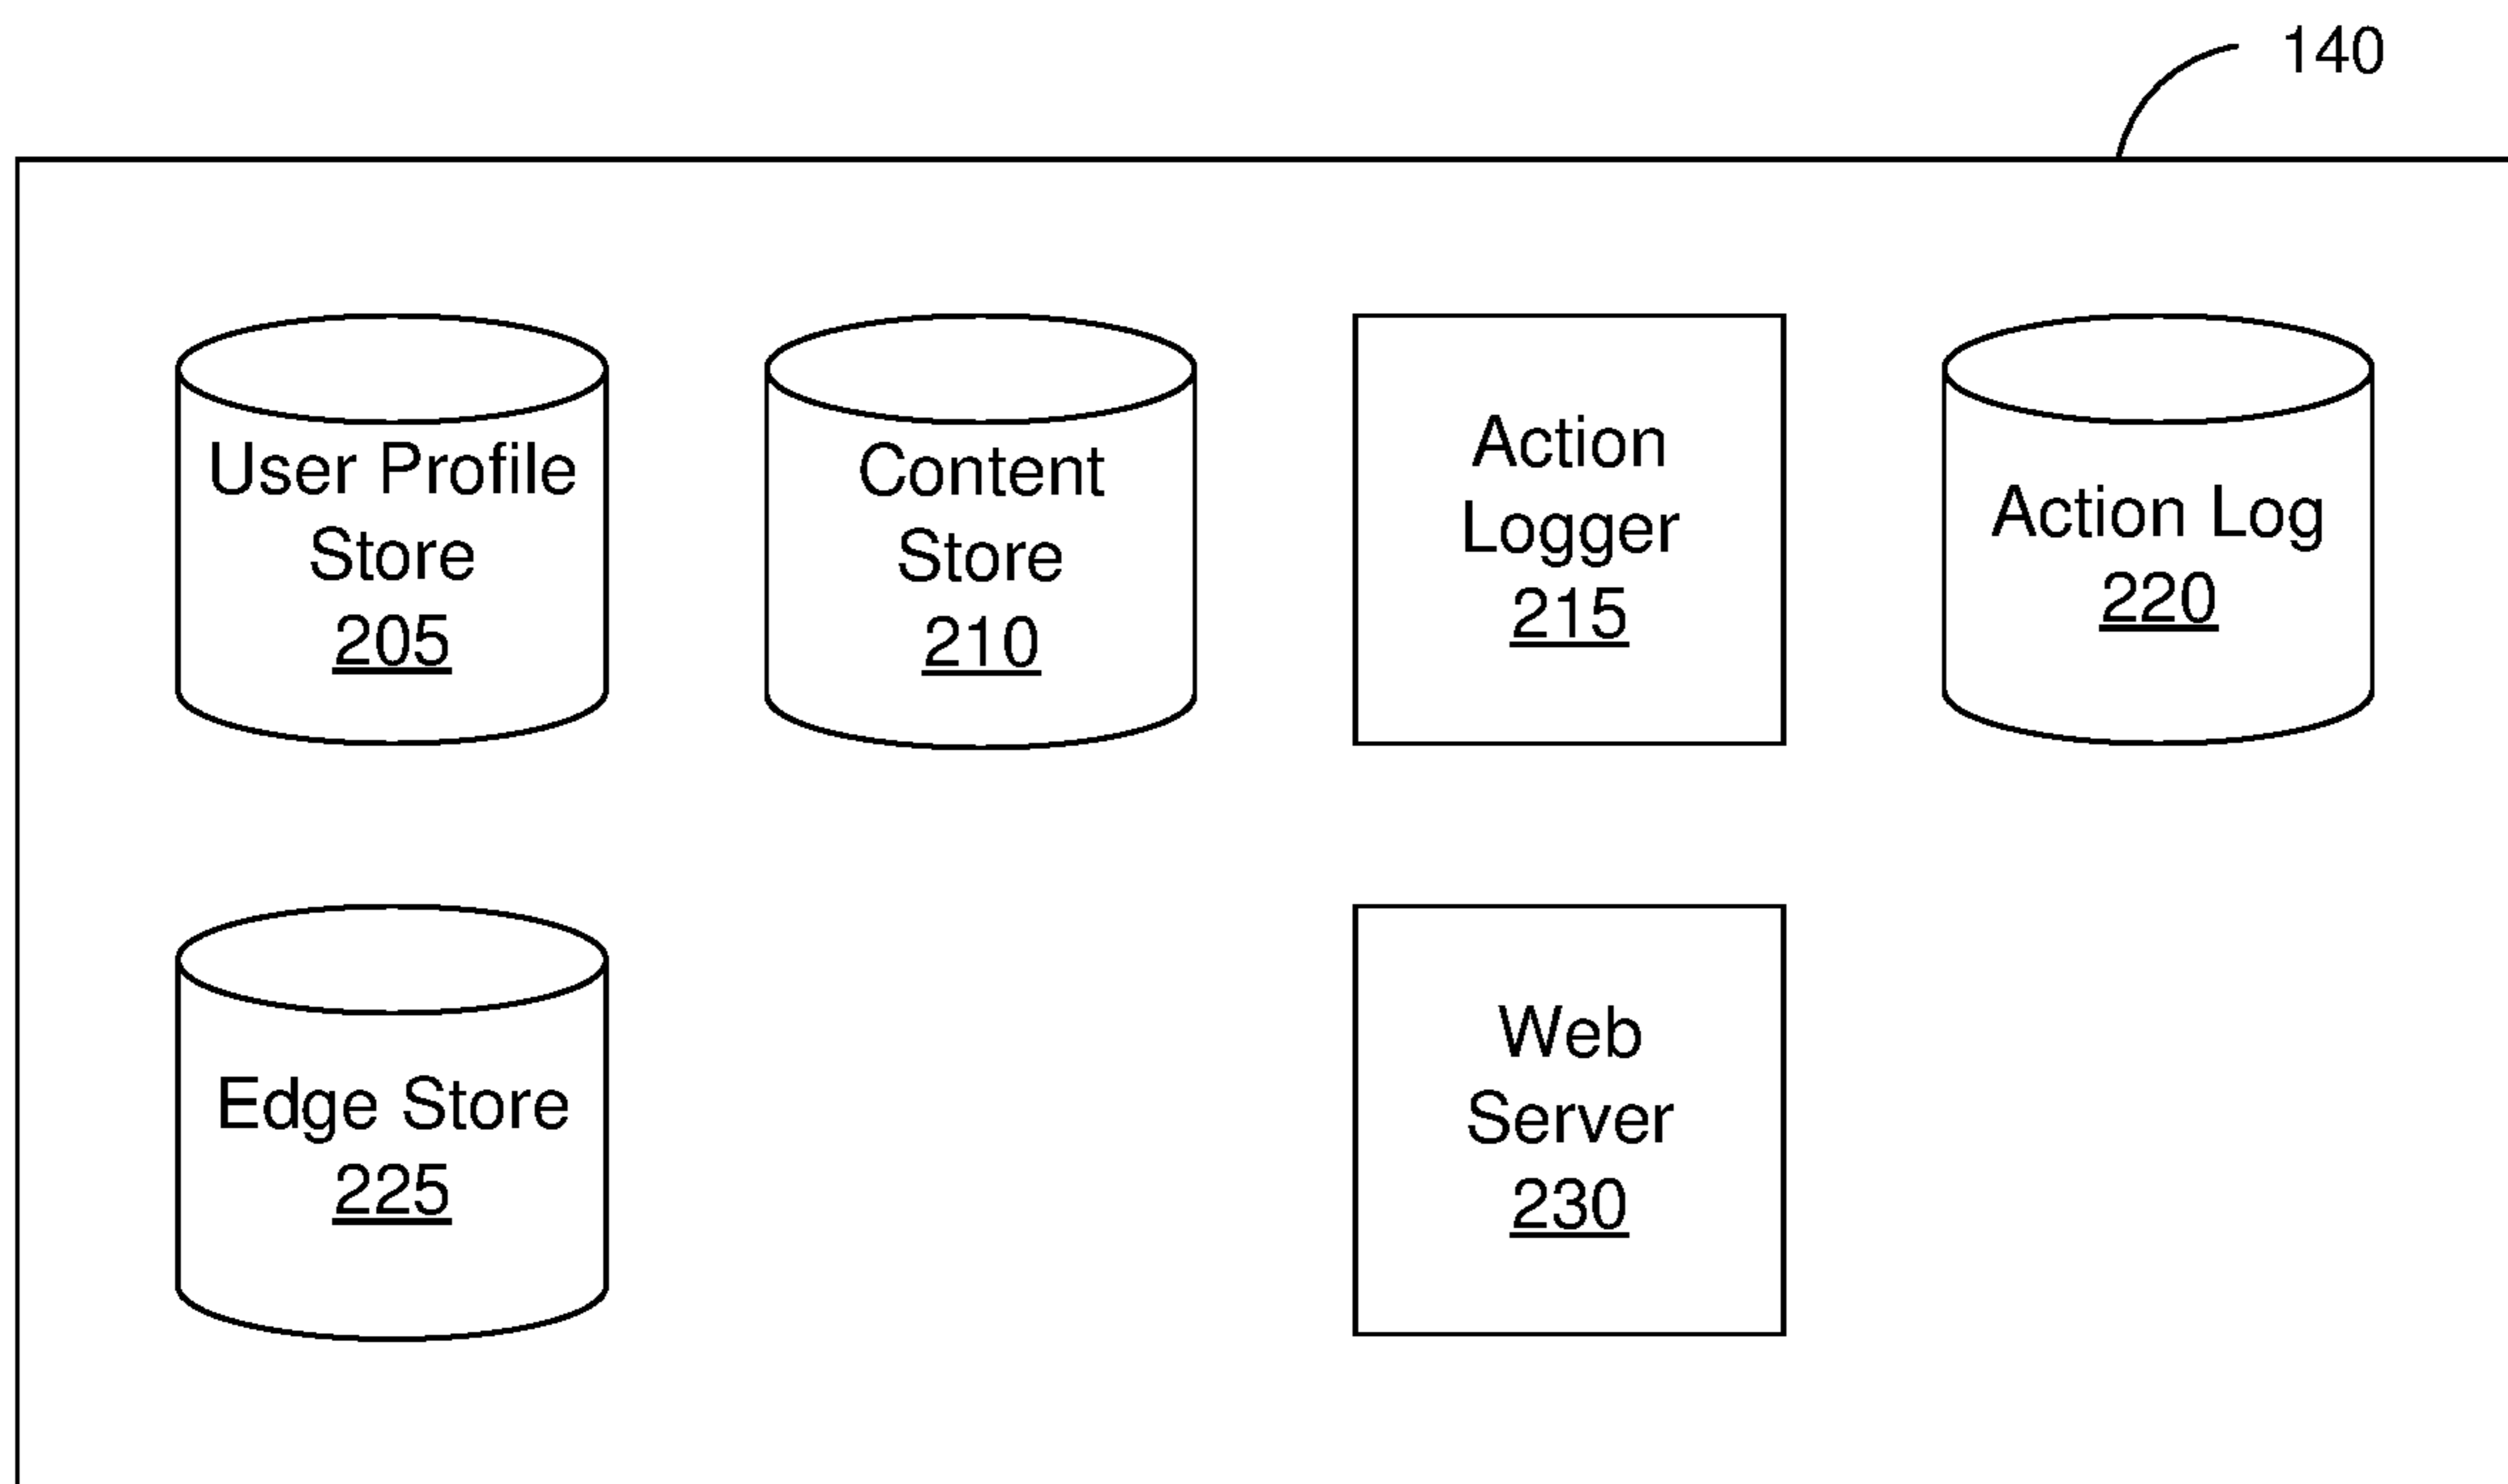 140
User Profile
Store
205
Content
Store
210
Action
Logger
215
Action Log
220
Edge Store
225
Web
Server
230